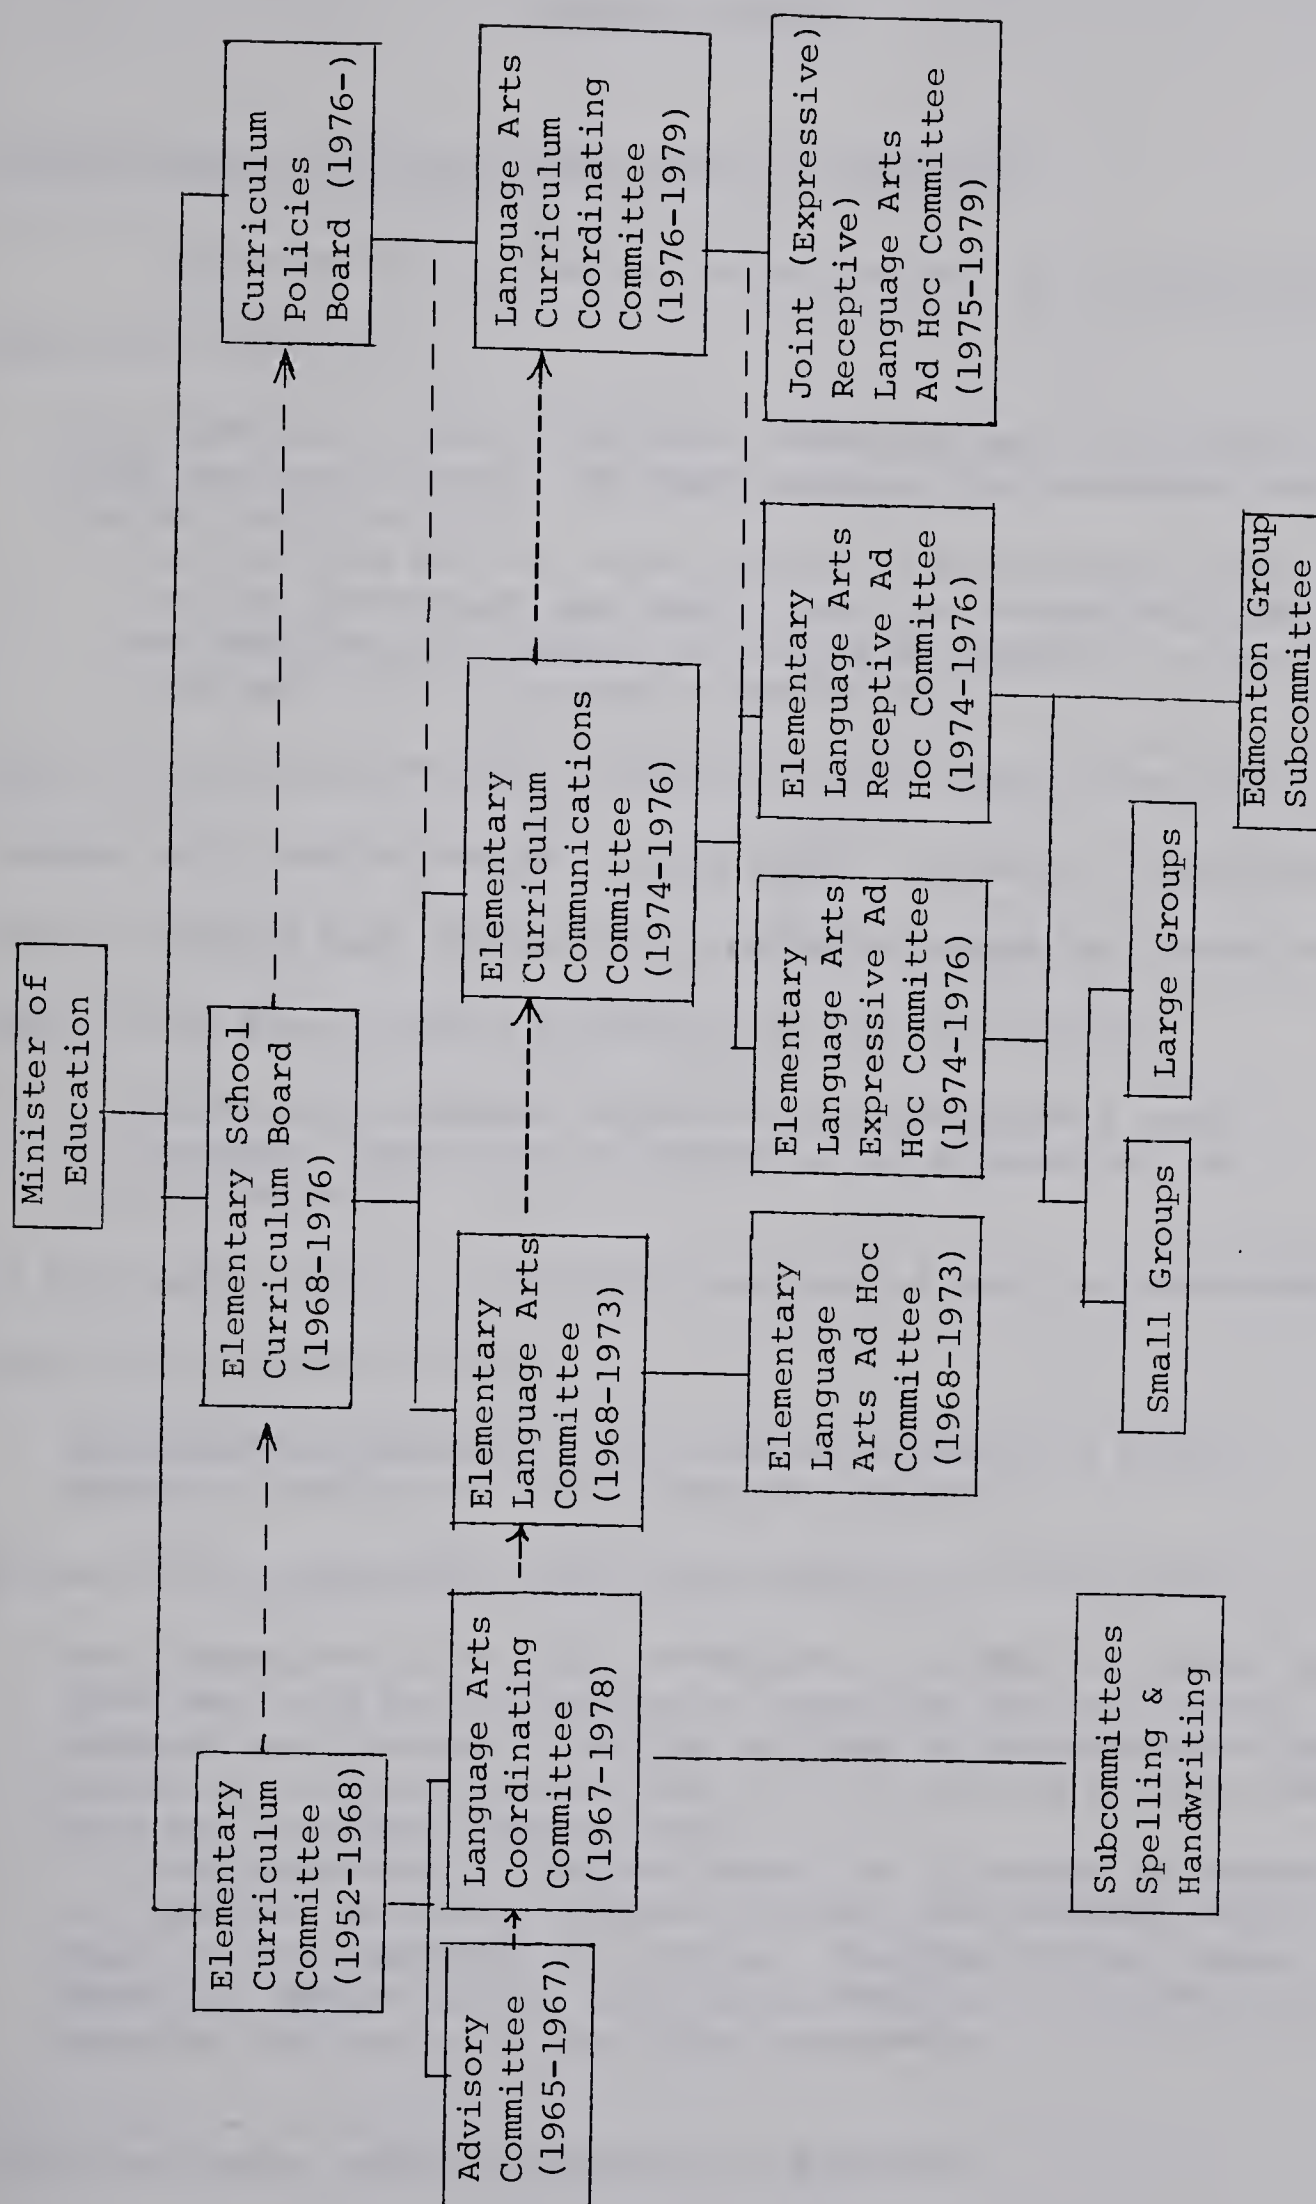 Minister of
Education
Elementary
Curriculum
Committee
(1952-1968)
Elementary School
Curriculum Board
(1968-1976)
Curriculum
Policies
Board (1976-)
Advisory
Committee
(1965-1967)
Language Arts
Coordinating
Committee
(1967-1978)
Elementary
Language Arts
Committee
(1968-1973)
Elementary
Curriculum
Communications
Committee
(1974-1976)
Language Arts
Curriculum
Coordinating
Committee
(1976-1979)
Elementary
Language
Arts Ad Hoc
Committee
(1968-1973)
Elementary
Language Arts
Expressive Ad
Hoc Committee
(1974-1976)
Elementary
Language Arts
Receptive Ad
Hoc Committee
(1974-1976)
Joint (Expressive)
Receptive)
Language Arts
Ad Hoc Committee
(1975-1979)
Subcommittees
Spelling &
Handwriting
Small Groups
Large Groups
Edmonton Group
Subcommittee